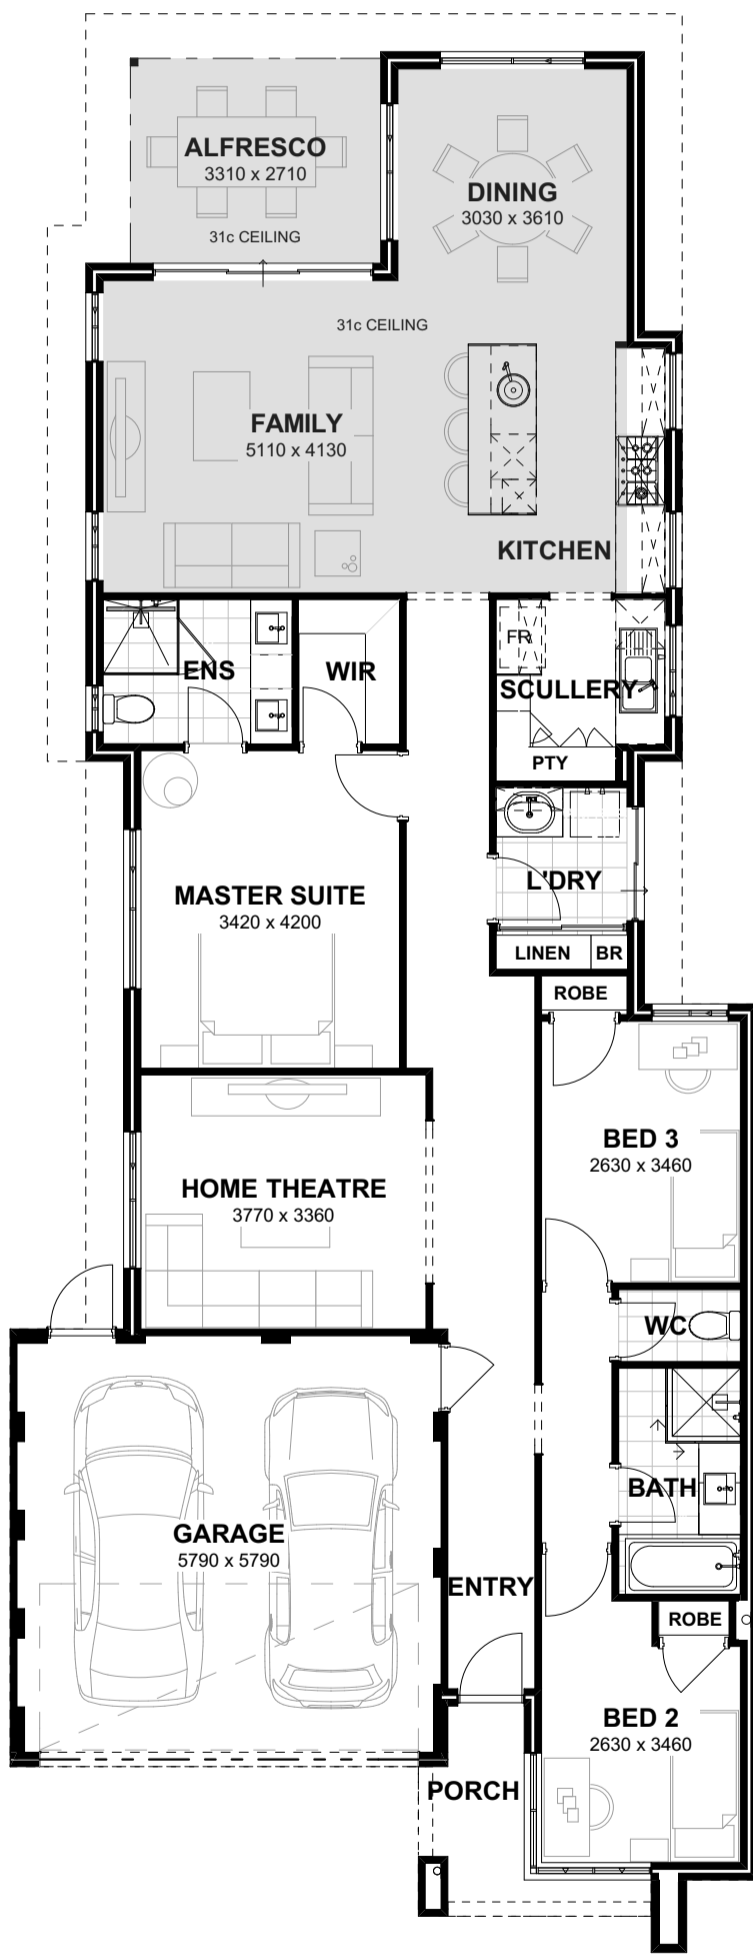 ALFRESCO
3310 x 2710
31c CEILING
DINING
3030 x 3610
31c CEILING
FAMILY
5110 x 4130
KITCHEN
ENS
WIR
FR
SCULLERY
PTY
MASTER SUITE
3420 x 4200
L'DRY
LINEN
BR
ROBE
BED 3
2630 x 3460
HOME THEATRE
3770 x 3360
WC
BATH
GARAGE
5790 x 5790
ENTRY
ROBE
BED 2
2630 x 3460
PORCH